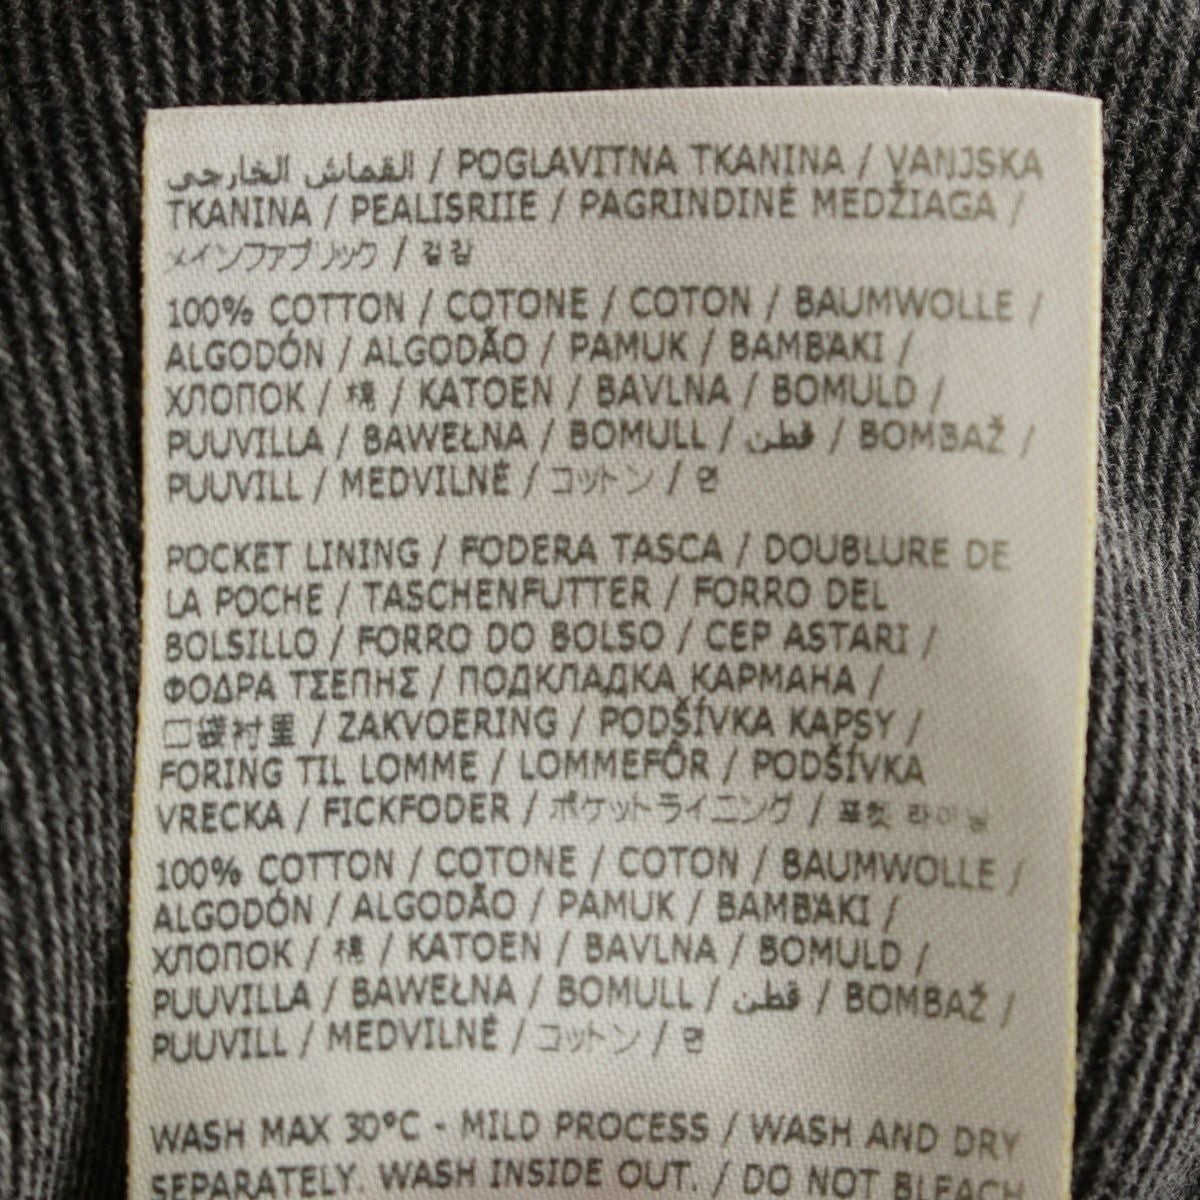 القماش الخارجي / POGLAVITNA TKANINA / VANJSKA
TKANINA / PEALISRIIE / PAGRINDINĖ MEDŽIAGA /
メインファブリック / 겉감
100% COTTON / COTONE / COTON / BAUMWOLLE /
ALGODÓN / ALGODÃO / PAMUK / BAMBAKI /
ХЛОПОК / 棉 / KATOEN / BAVLNA / BOMULD /
PUUVILLA / BAWEŁNA / BOMULL / قطن / BOMBAŽ /
PUUVILL / MEDVILNĖ / コットン / 면
POCKET LINING / FODERA TASCA / DOUBLURE DE
LA POCHE / TASCHENFUTTER / FORRO DEL
BOLSILLO / FORRO DO BOLSO / CEP ASTARI /
ΦΟΔΡΑ ΤΣΕΠΗΣ / ПОДКЛАДКА КАРМАНА /
口袋衬里 / ZAKVOERING / PODŠÍVKA KAPSY /
FORING TIL LOMME / LOMMEFÔR / PODŠÍVKA
VRECKA / FICKFODER / ポケットライニング / 포켓 라이닝
100% COTTON / COTONE / COTON / BAUMWOLLE /
ALGODÓN / ALGODÃO / PAMUK / BAMBAKI /
ХЛОПОК / 棉 / KATOEN / BAVLNA / BOMULD /
PUUVILLA / BAWEŁNA / BOMULL / قطن / BOMBAŽ /
PUUVILL / MEDVILNĖ / コットン / 면
WASH MAX 30°C - MILD PROCESS / WASH AND DRY
SEPARATELY. WASH INSIDE OUT. / DO NOT BLEACH